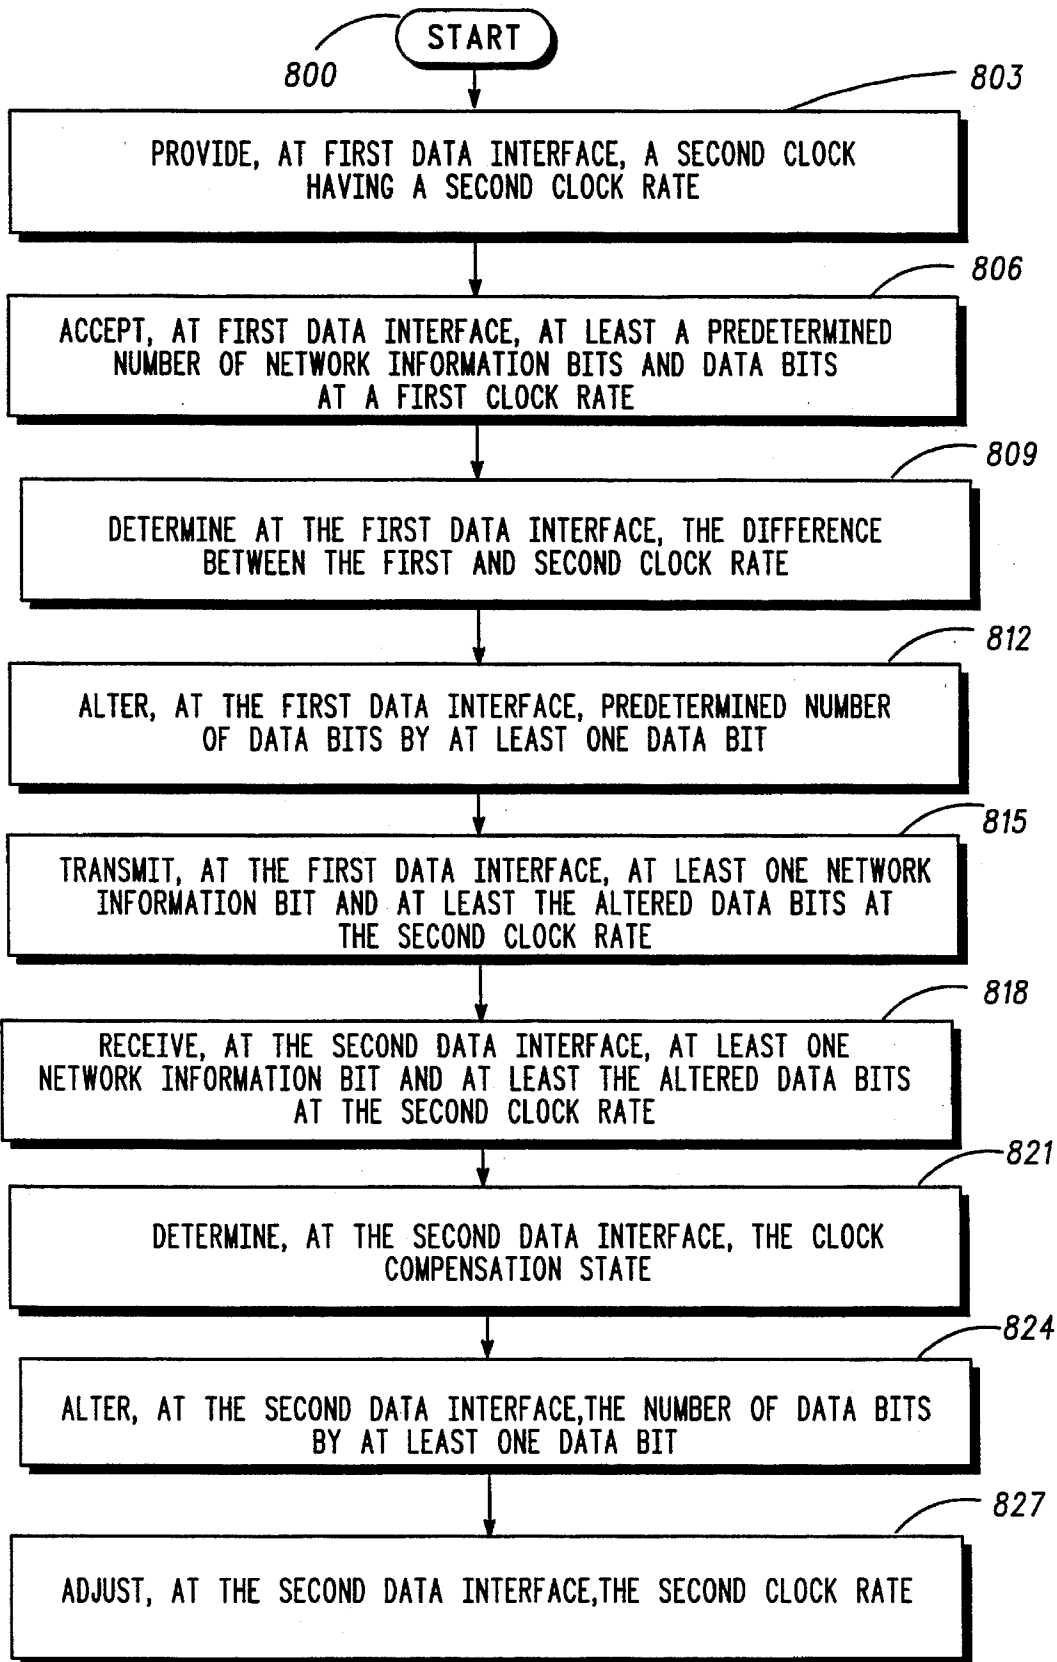 START
800
803
PROVIDE, AT FIRST DATA INTERFACE, A SECOND CLOCK
HAVING A SECOND CLOCK RATE
806
ACCEPT, AT FIRST DATA INTERFACE, AT LEAST A PREDETERMINED
NUMBER OF NETWORK INFORMATION BITS AND DATA BITS
AT A FIRST CLOCK RATE
809
DETERMINE AT THE FIRST DATA INTERFACE, THE DIFFERENCE
BETWEEN THE FIRST AND SECOND CLOCK RATE
812
ALTER, AT THE FIRST DATA INTERFACE, PREDETERMINED NUMBER
OF DATA BITS BY AT LEAST ONE DATA BIT
815
TRANSMIT, AT THE FIRST DATA INTERFACE, AT LEAST ONE NETWORK
INFORMATION BIT AND AT LEAST THE ALTERED DATA BITS AT
THE SECOND CLOCK RATE
818
RECEIVE, AT THE SECOND DATA INTERFACE, AT LEAST ONE
NETWORK INFORMATION BIT AND AT LEAST THE ALTERED DATA BITS
AT THE SECOND CLOCK RATE
821
DETERMINE, AT THE SECOND DATA INTERFACE, THE CLOCK
COMPENSATION STATE
824
ALTER, AT THE SECOND DATA INTERFACE,THE NUMBER OF DATA BITS
BY AT LEAST ONE DATA BIT
827
ADJUST, AT THE SECOND DATA INTERFACE,THE SECOND CLOCK RATE